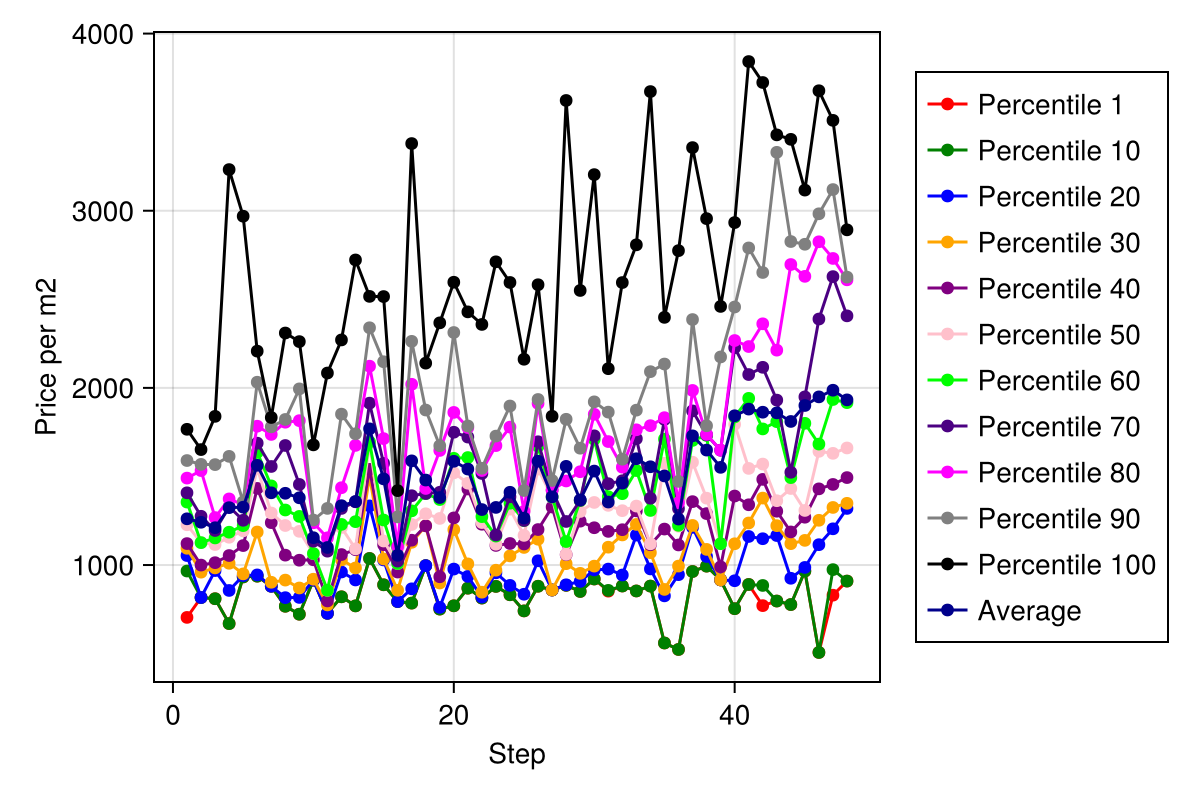 4000
3000
2000
1000
Price per m2
0
20
40
Step
Percentile 1
Percentile 10
Percentile 20
Percentile 30
Percentile 40
Percentile 50
Percentile 60
Percentile 70
Percentile 80
Percentile 90
Percentile 100
Average